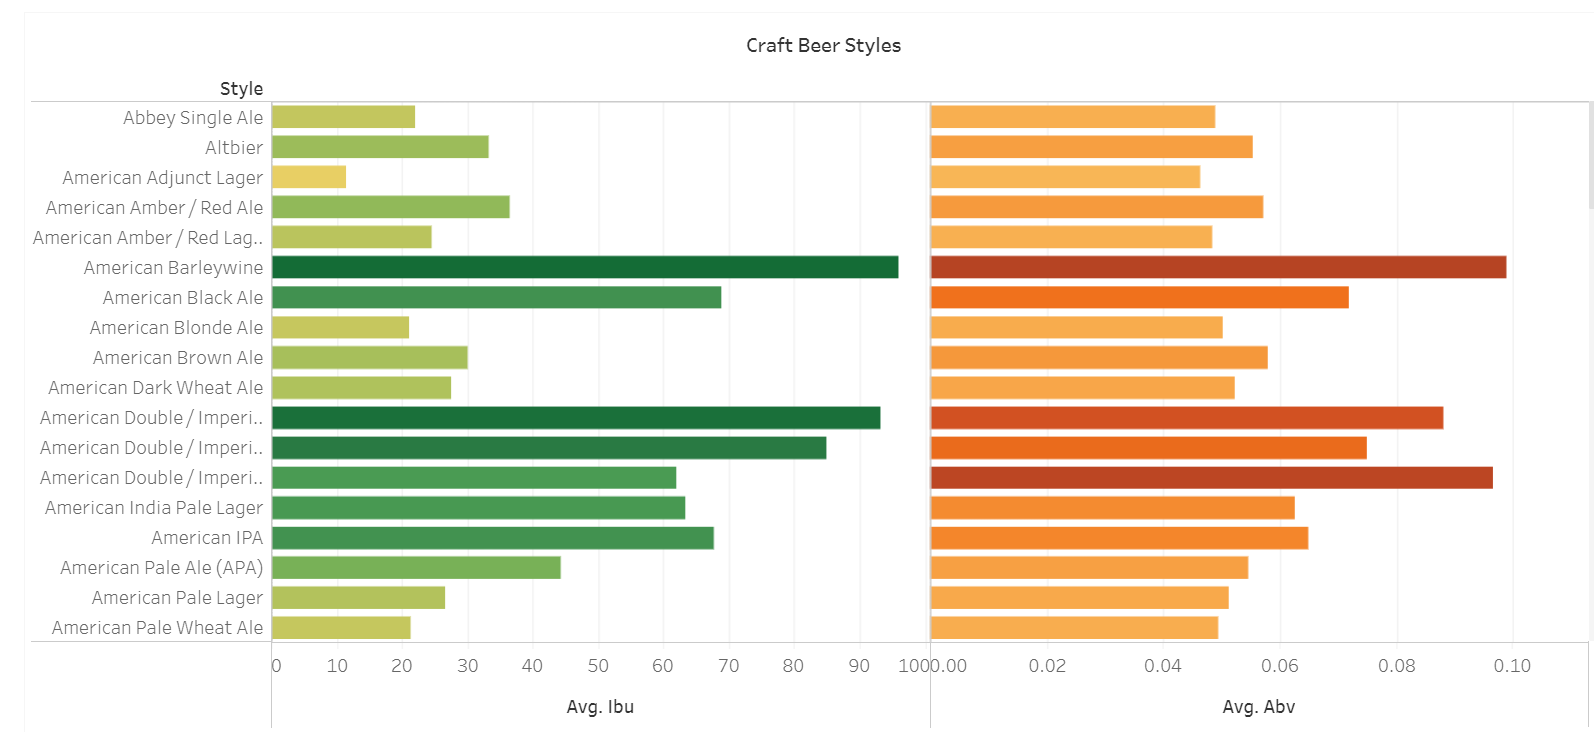 Craft Beer Styles
Style
Abbey Single Ale
Altbier
American Adjunct Lager
American Amber / Red Ale
American Amber / Red Lag..
American Barleywine
American Black Ale
American Blonde Ale
American Brown Ale
American Dark Wheat Ale
American Double / Imperi..
American Double / Imperi..
American Double / Imperi..
American India Pale Lager
American IPA
American Pale Ale (APA)
American Pale Lager
American Pale Wheat Ale
0 10 20 30 40 50 60 70 80 90 100 0.00 0.02 0.04 0.06 0.08 0.10
Avg. Ibu Avg. Abv